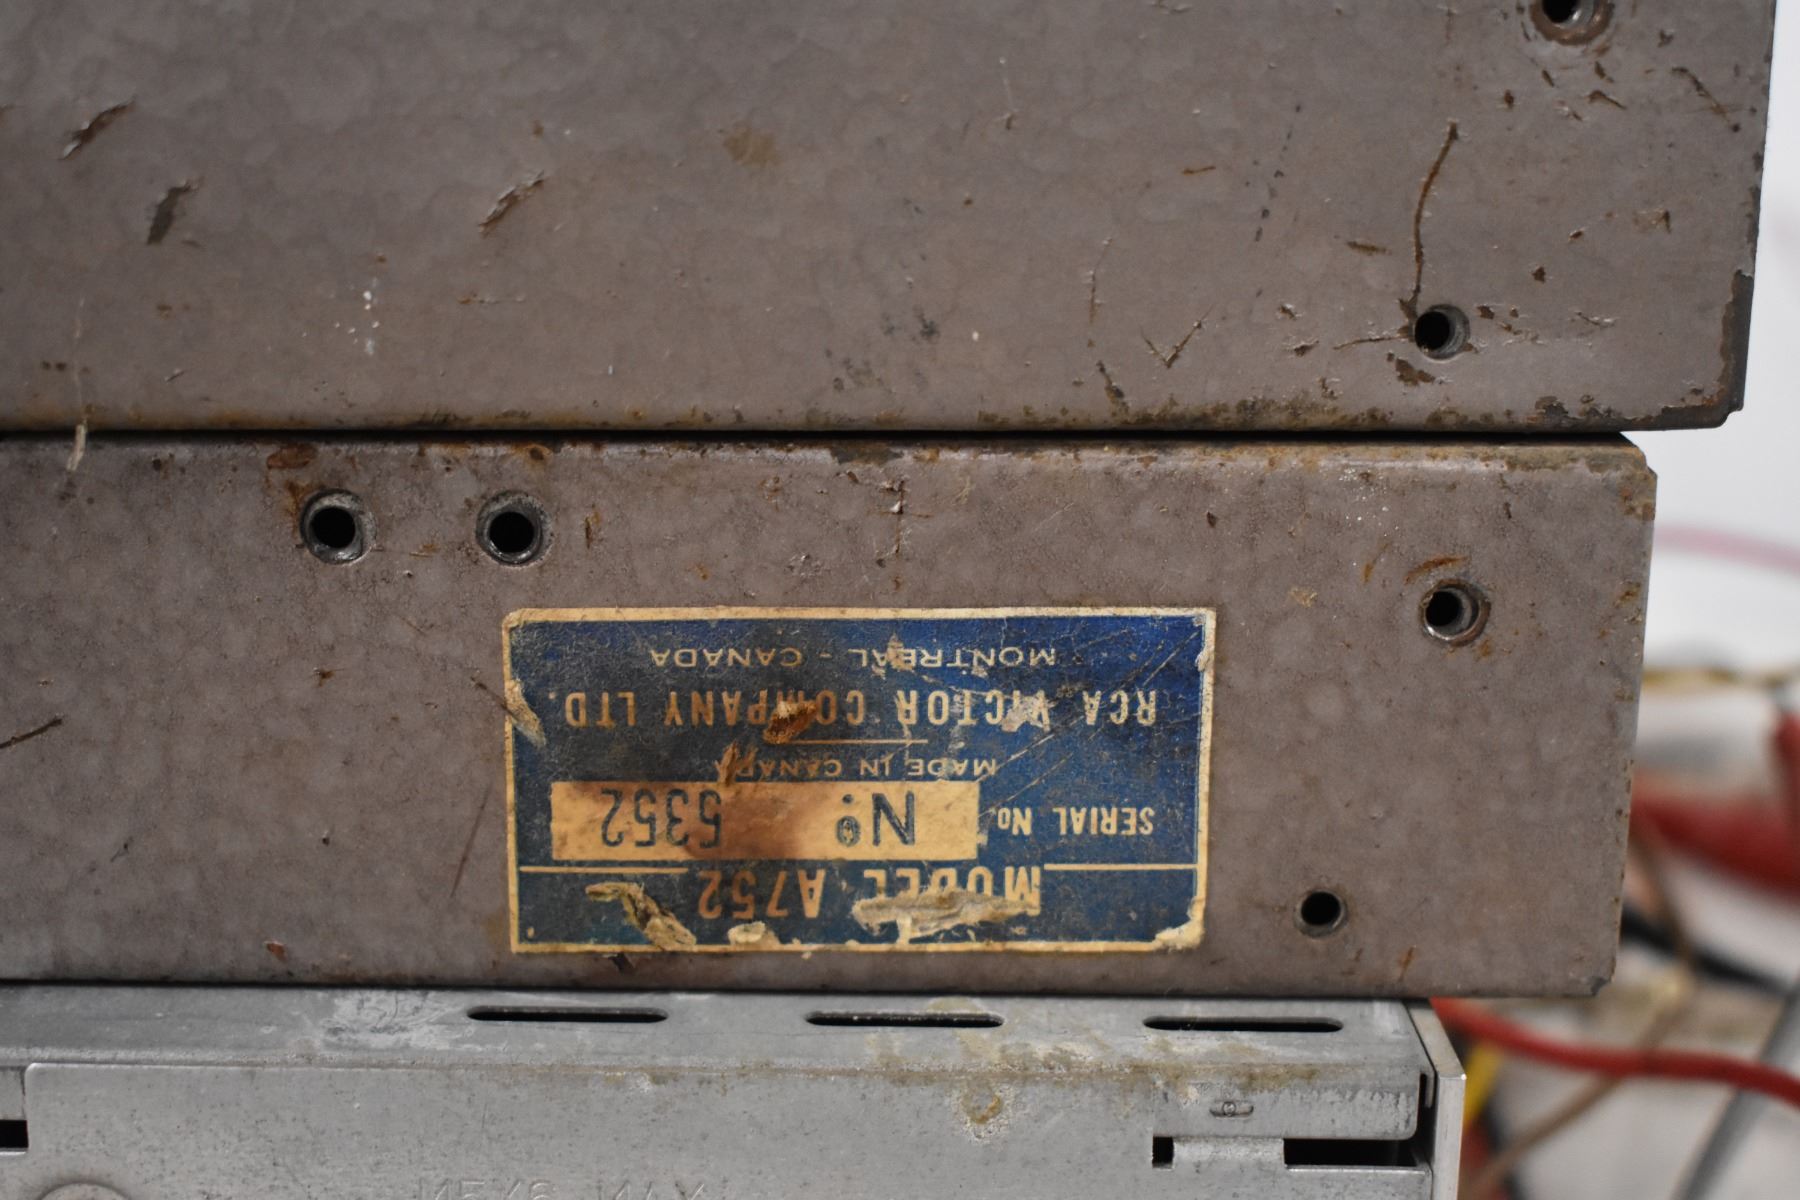 MODEL A752
SERIAL No. Nº 5352
MADE IN CANADA
RCA VICTOR COMPANY LTD.
MONTREAL - CANADA